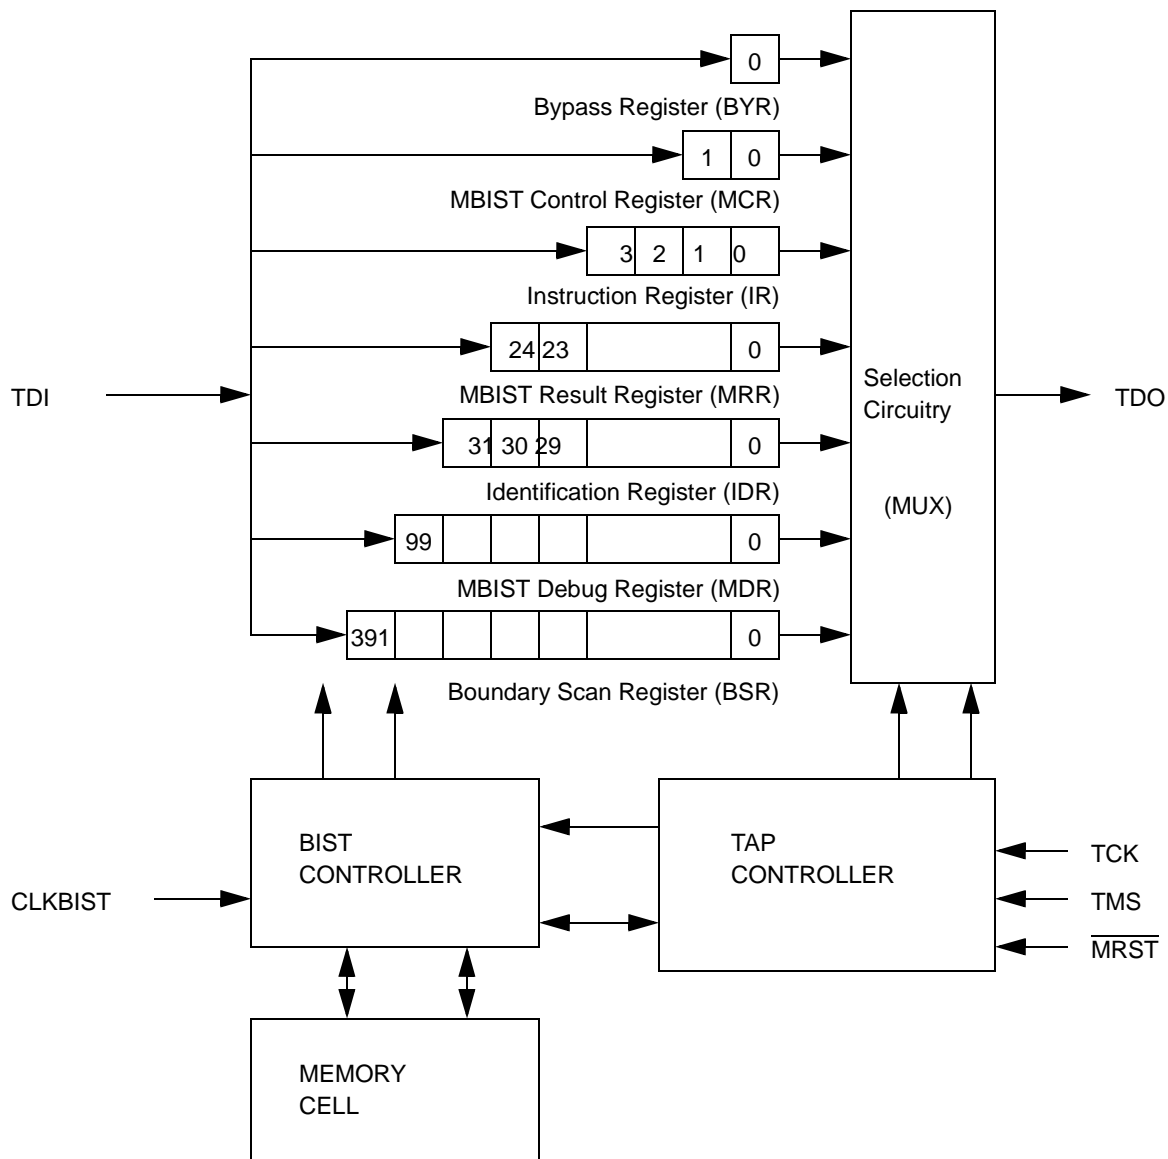 0
Bypass Register (BYR)
1 0
MBIST Control Register (MCR)
3 2 1 0
Instruction Register (IR)
24 23 0
MBIST Result Register (MRR)
31 30 29 0
Identification Register (IDR)
99 0
MBIST Debug Register (MDR)
391 0
Boundary Scan Register (BSR)
TDI
Selection
Circuitry
(MUX)
TDO
BIST
CONTROLLER
TAP
CONTROLLER
CLKBIST
TCK
TMS
MRST
MEMORY
CELL